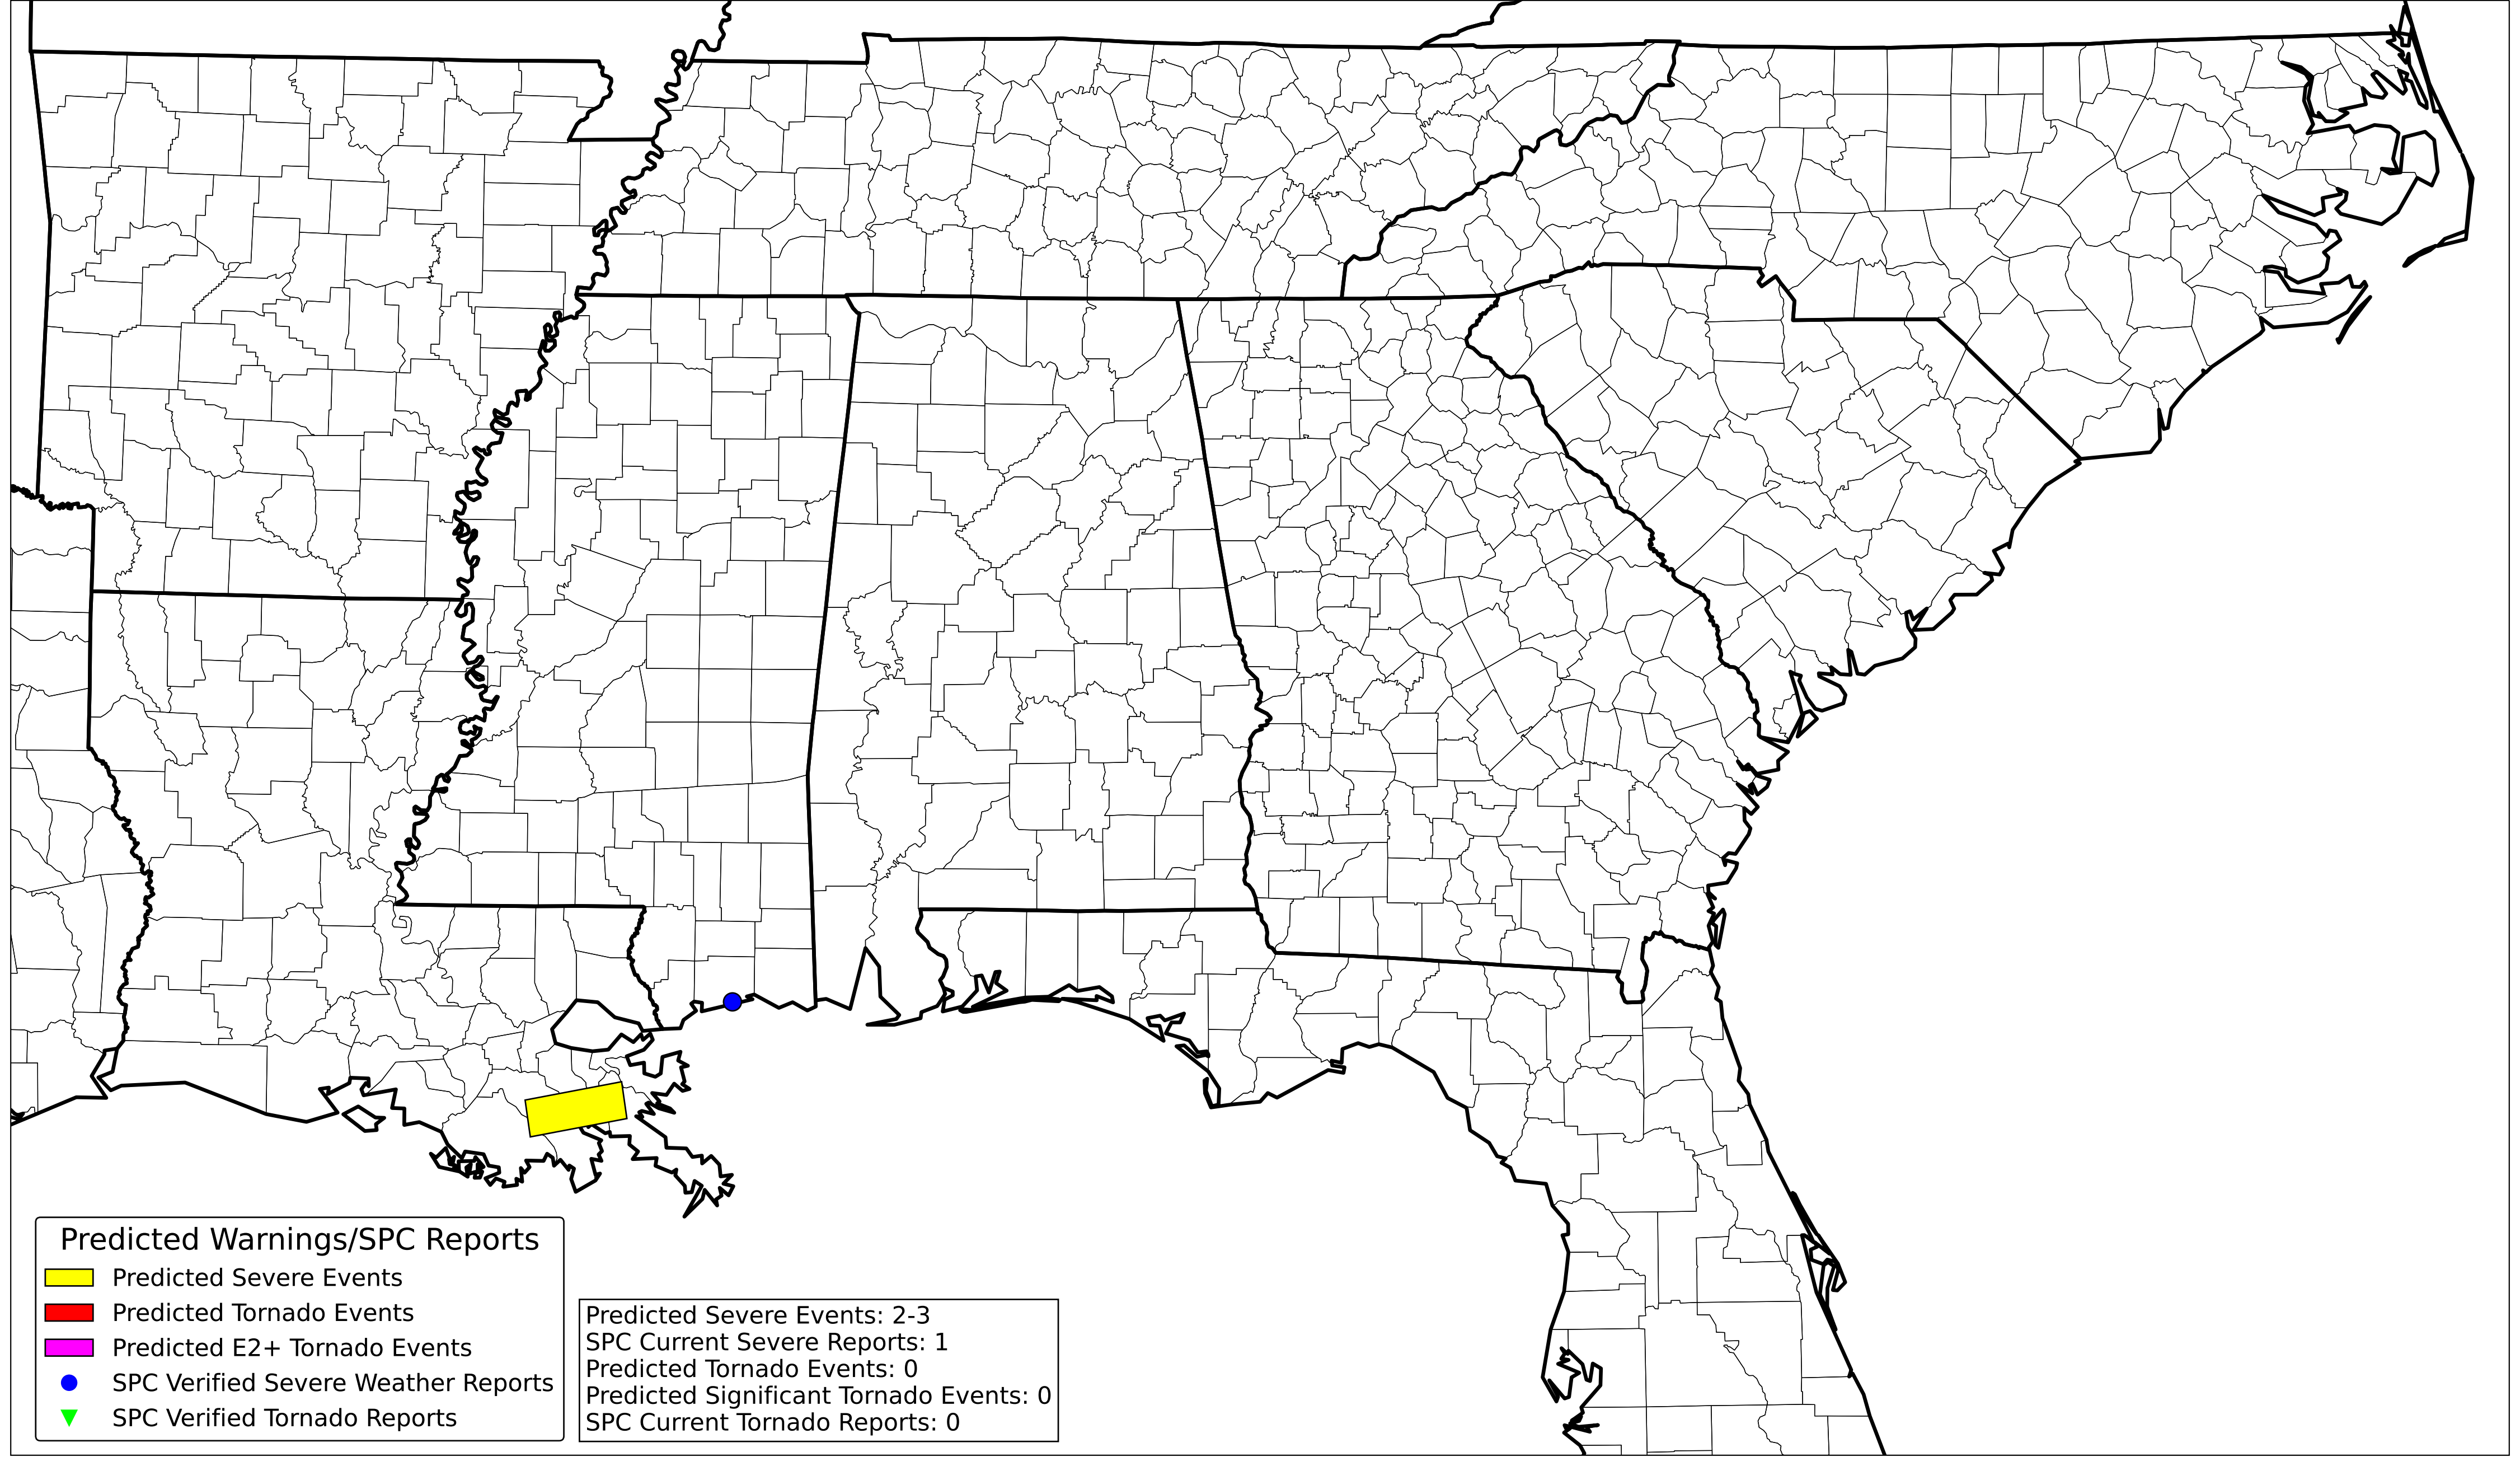 Predicted Warnings/SPC Reports
Predicted Severe Events
Predicted Tornado Events
Predicted E2+ Tornado Events
SPC Verified Severe Weather Reports
SPC Verified Tornado Reports
Predicted Severe Events: 2-3
SPC Current Severe Reports: 1
Predicted Tornado Events: 0
Predicted Significant Tornado Events: 0
SPC Current Tornado Reports: 0